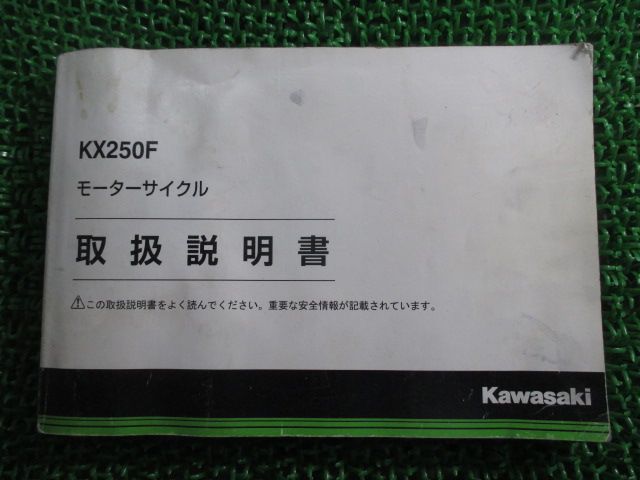 KX250F
モーターサイクル
取扱説明書
⚠この取扱説明書をよく読んでください。重要な安全情報が記載されています。
Kawasaki